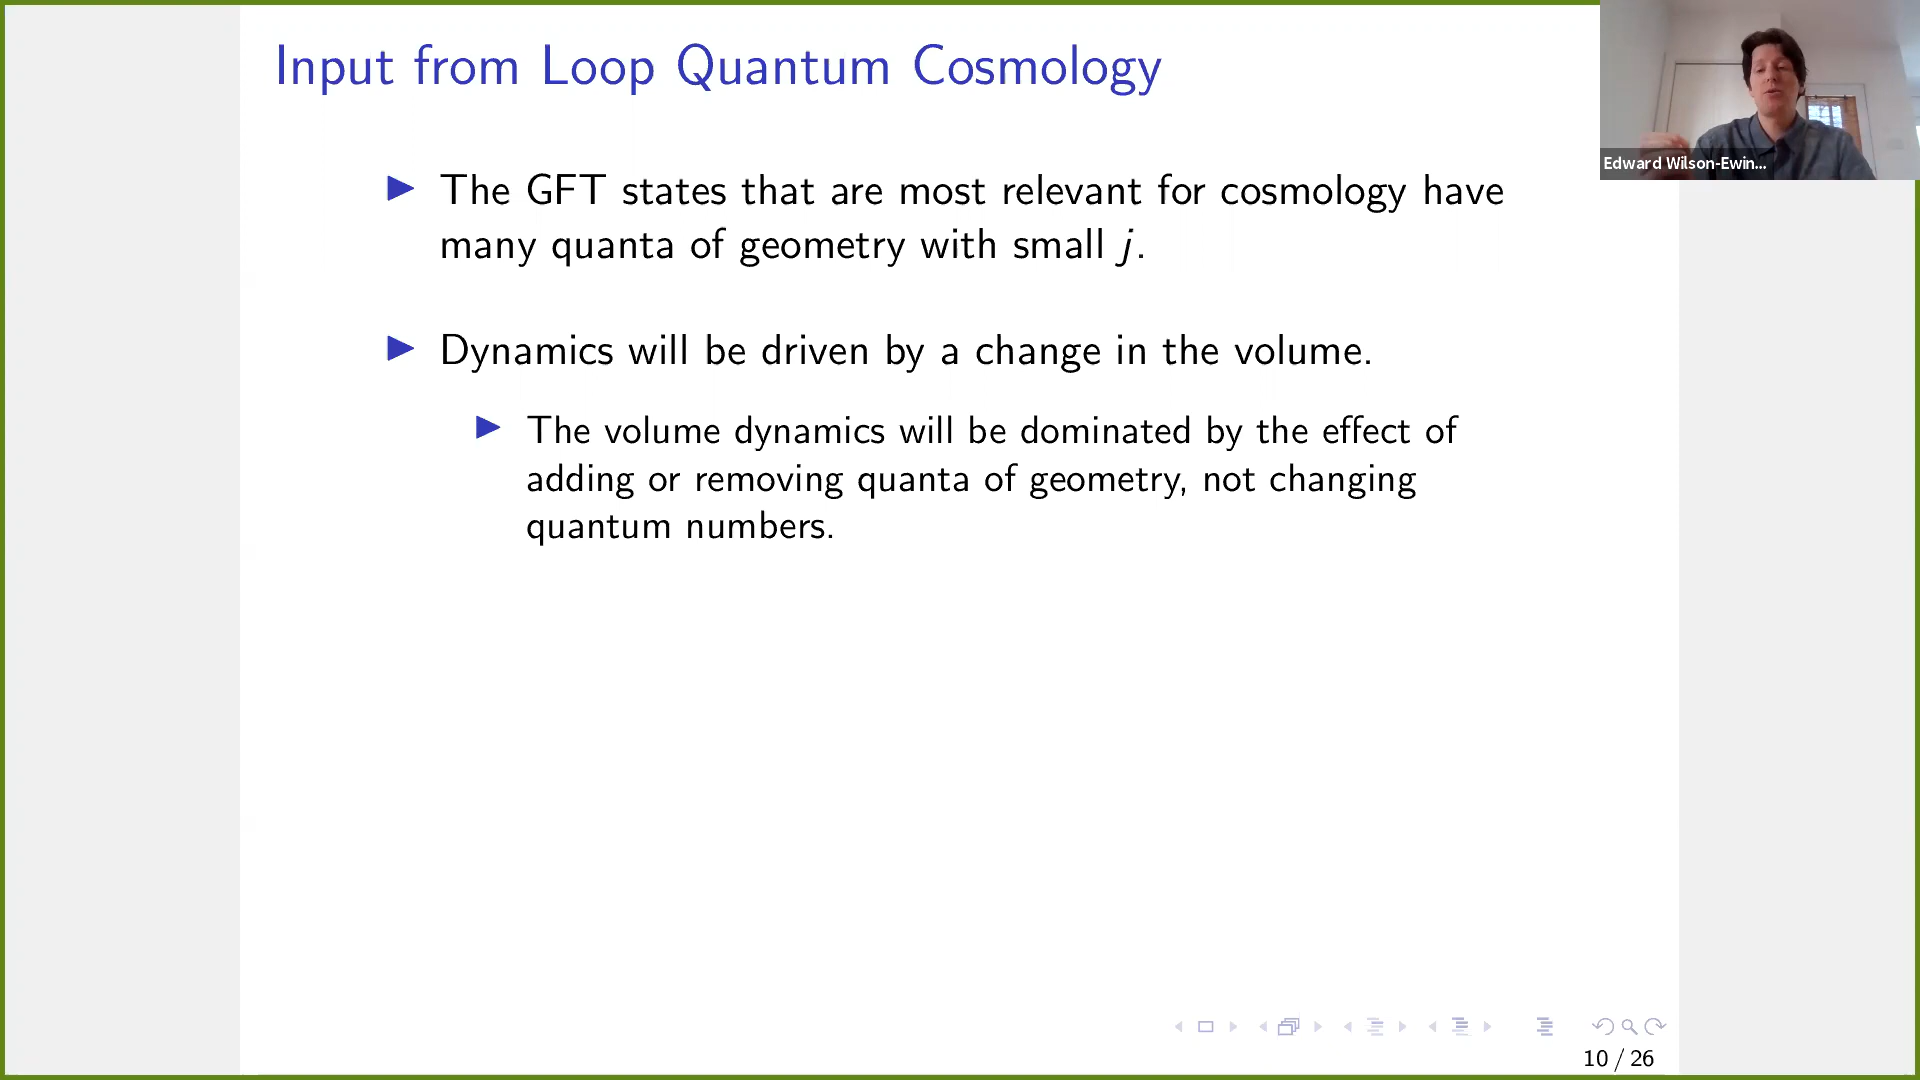 Input from Loop Quantum Cosmology
Edward Wilson-Ewin...
The GFT states that are most relevant for cosmology have
many quanta of geometry with small j.
Dynamics will be driven by a change in the volume.
The volume dynamics will be dominated by the effect of
adding or removing quanta of geometry, not changing
quantum numbers.
10 / 26